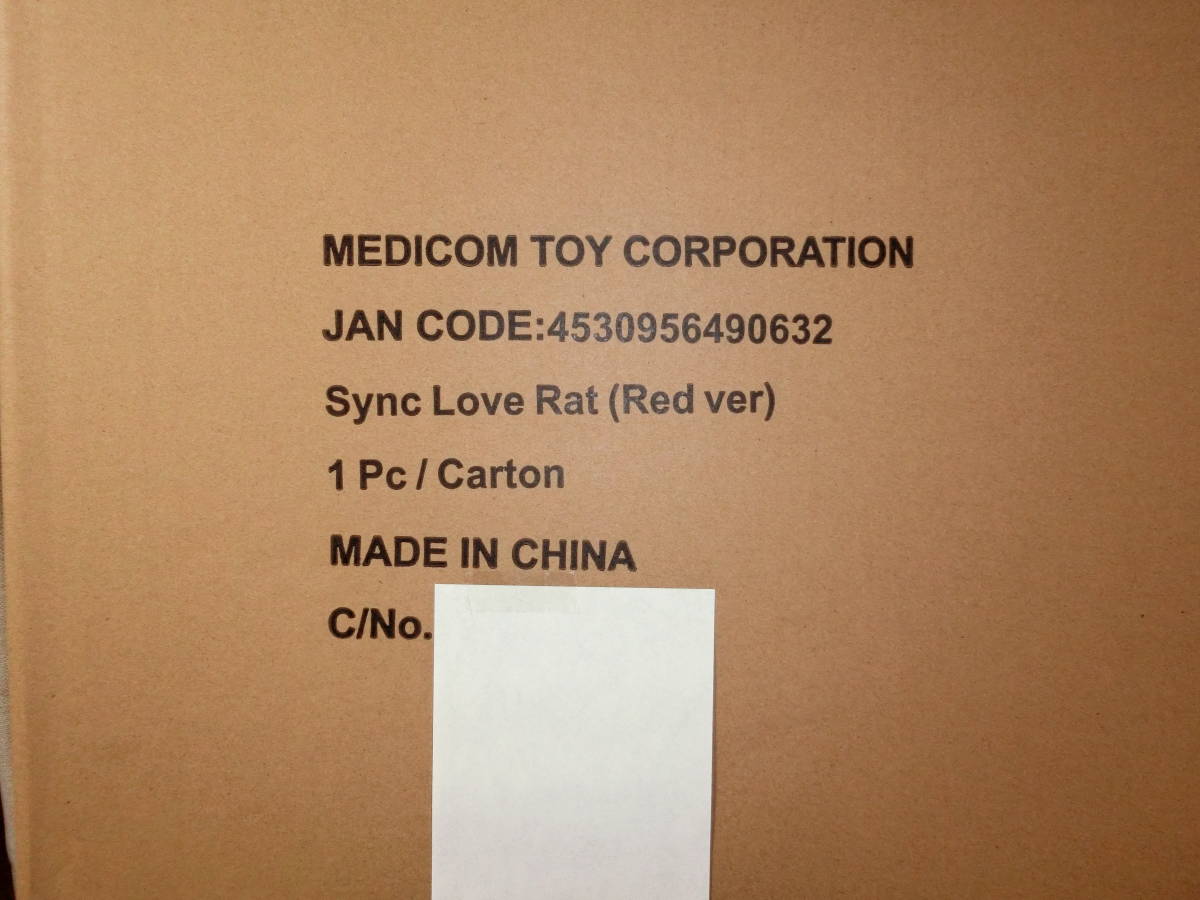 MEDICOM TOY CORPORATION
JAN CODE:4530956490632
Sync Love Rat (Red ver)
1 Pc / Carton
MADE IN CHINA
C/No.